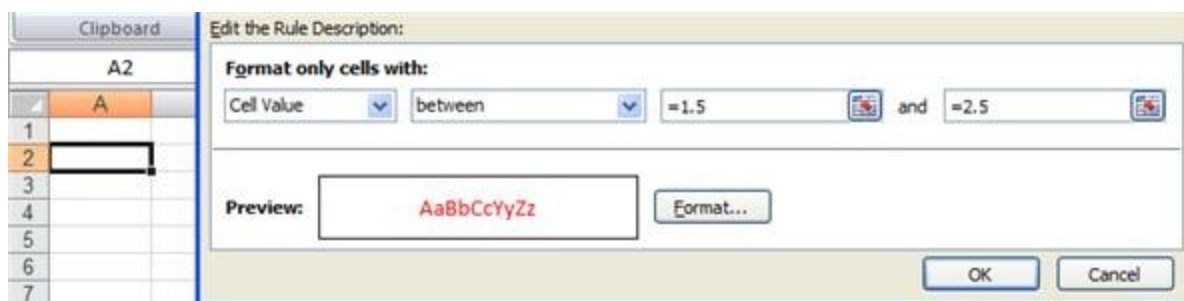 Clipboard
A2
A
1
2
3
4
5
6
7
Edit the Rule Description:
Format only cells with:
Cell Value between =1.5 and =2.5
Preview: AaBbCcYyZz Format...
OK Cancel